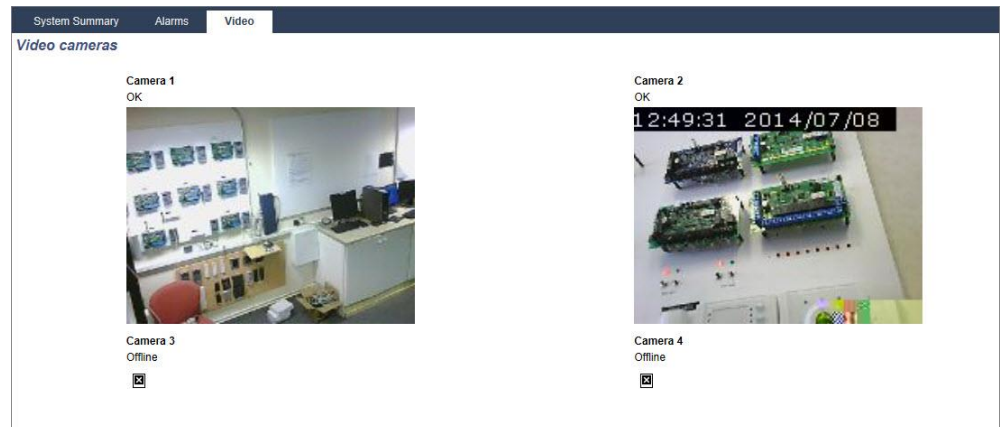 System Summary Alarms Video
Video cameras
Camera 1
OK
Camera 2
OK
12:49:31 2014/07/08
Camera 3
Offline
Camera 4
Offline